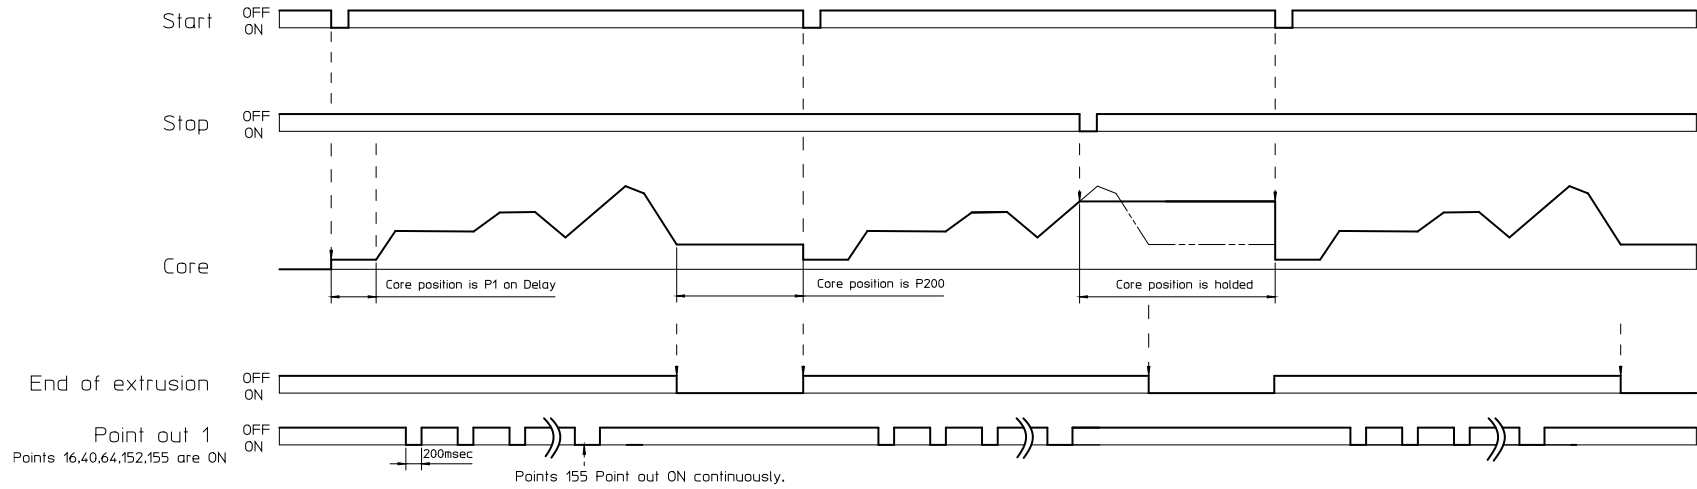 Start OFF
ON
Stop OFF
ON
Core
Core position is P1 on Delay
Core position is P200
Core position is holded
End of extrusion OFF
ON
Point out 1 OFF
ON
Points 16,40,64,152,155 are ON
200msec
Points 155 Point out ON continuously.